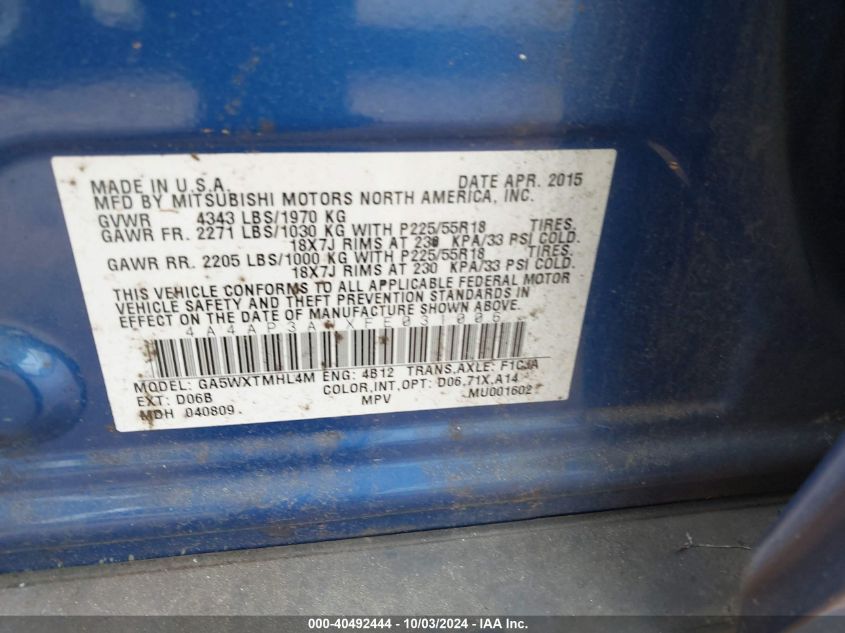 MADE IN U.S.A. DATE APR. 2015
MFD BY MITSUBISHI MOTORS NORTH AMERICA, INC.
GVWR 4343 LBS/1970 KG
GAWR FR. 2271 LBS/1030 KG WITH P225/55R18 TIRES,
18X7J RIMS AT 230 KPA/33 PSI COLD.
GAWR RR. 2205 LBS/1000 KG WITH P225/55R18 TIRES,
18X7J RIMS AT 230 KPA/33 PSI COLD.
THIS VEHICLE CONFORMS TO ALL APPLICABLE FEDERAL MOTOR
VEHICLE SAFETY AND THEFT PREVENTION STANDARDS IN
EFFECT ON THE DATE OF MANUFACTURE SHOWN ABOVE.
MODEL: GA5WXTMHL4M ENG: 4B12 TRANS,AXLE: F1CJA
EXT: D06B COLOR,INT,OPT: D06,71X,A14
MDH 040809. MPV MU001602
000-40492444 - 10/03/2024 - IAA Inc.